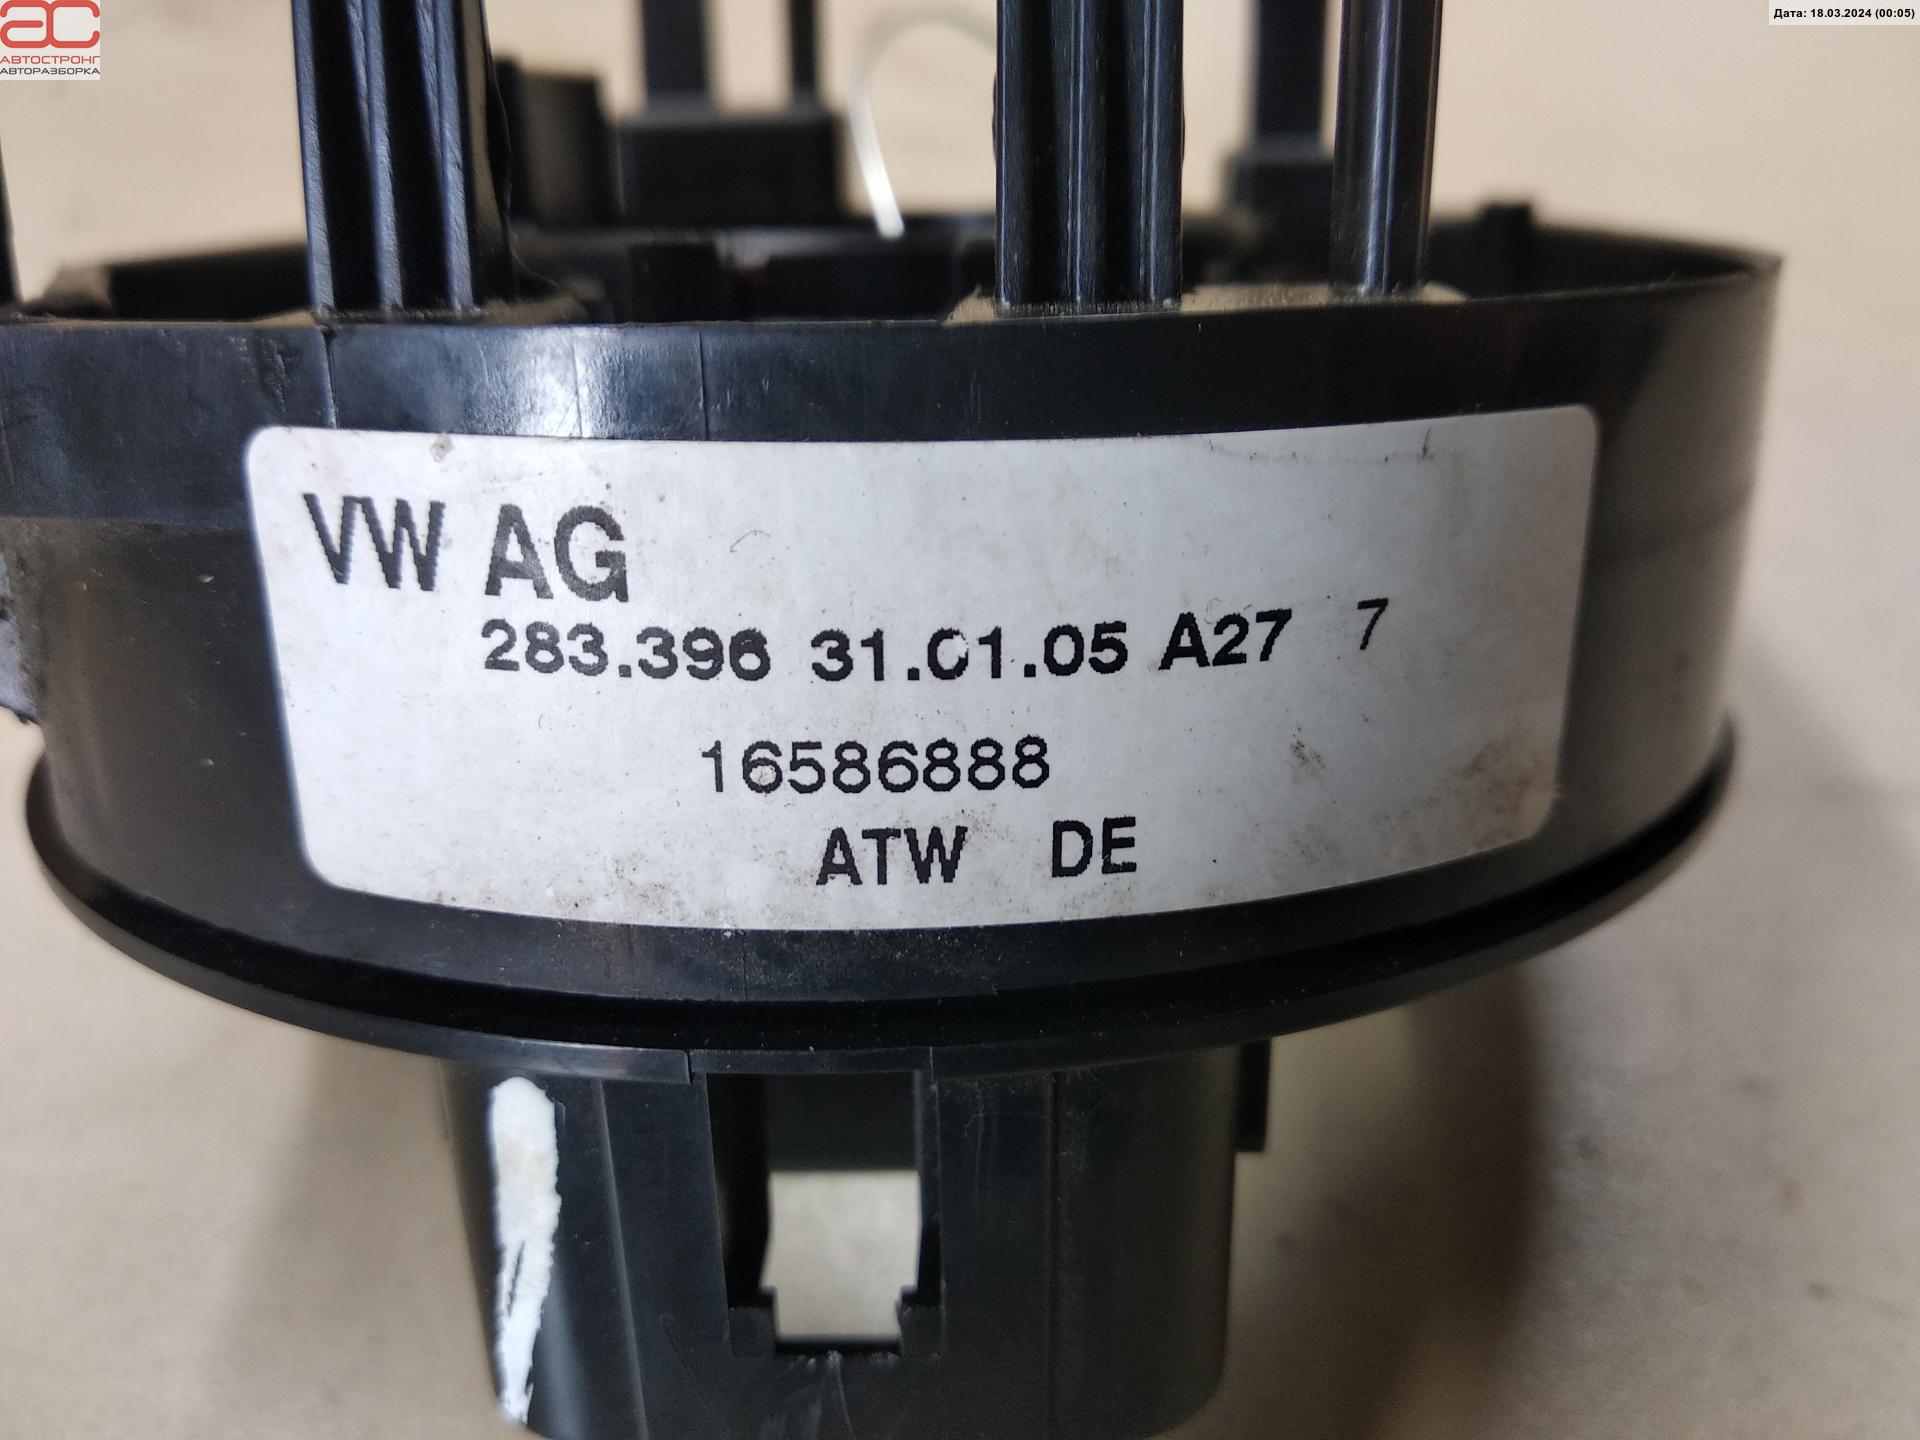 АС
АВТОСТРОНГ
АВТОРАЗБОРКА
Дата: 18.03.2024 (00:05)
VW AG
283.396 31.01.05 A27 7
16586888
ATW DE